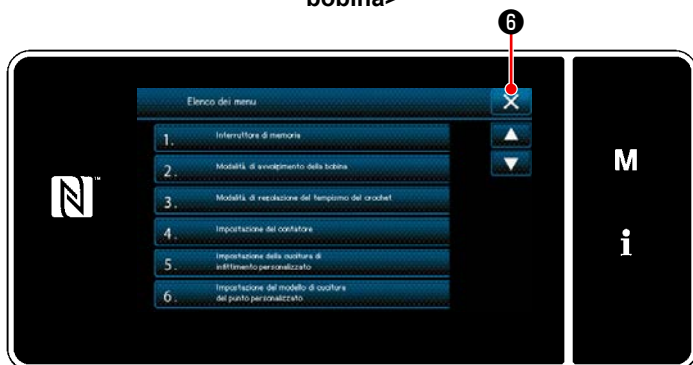 bobina>
❻
Elenco dei menu
1. Interruttore di memoria
2. Modalità di avvolgimento della bobina
3. Modalità di regolazione del tempismo del crochet
4. Impostazione del contatore
5. Impostazione della cucitura di
infittimento personalizzato
6. Impostazione del modello di cucitura
del punto personalizzato
M
i
N